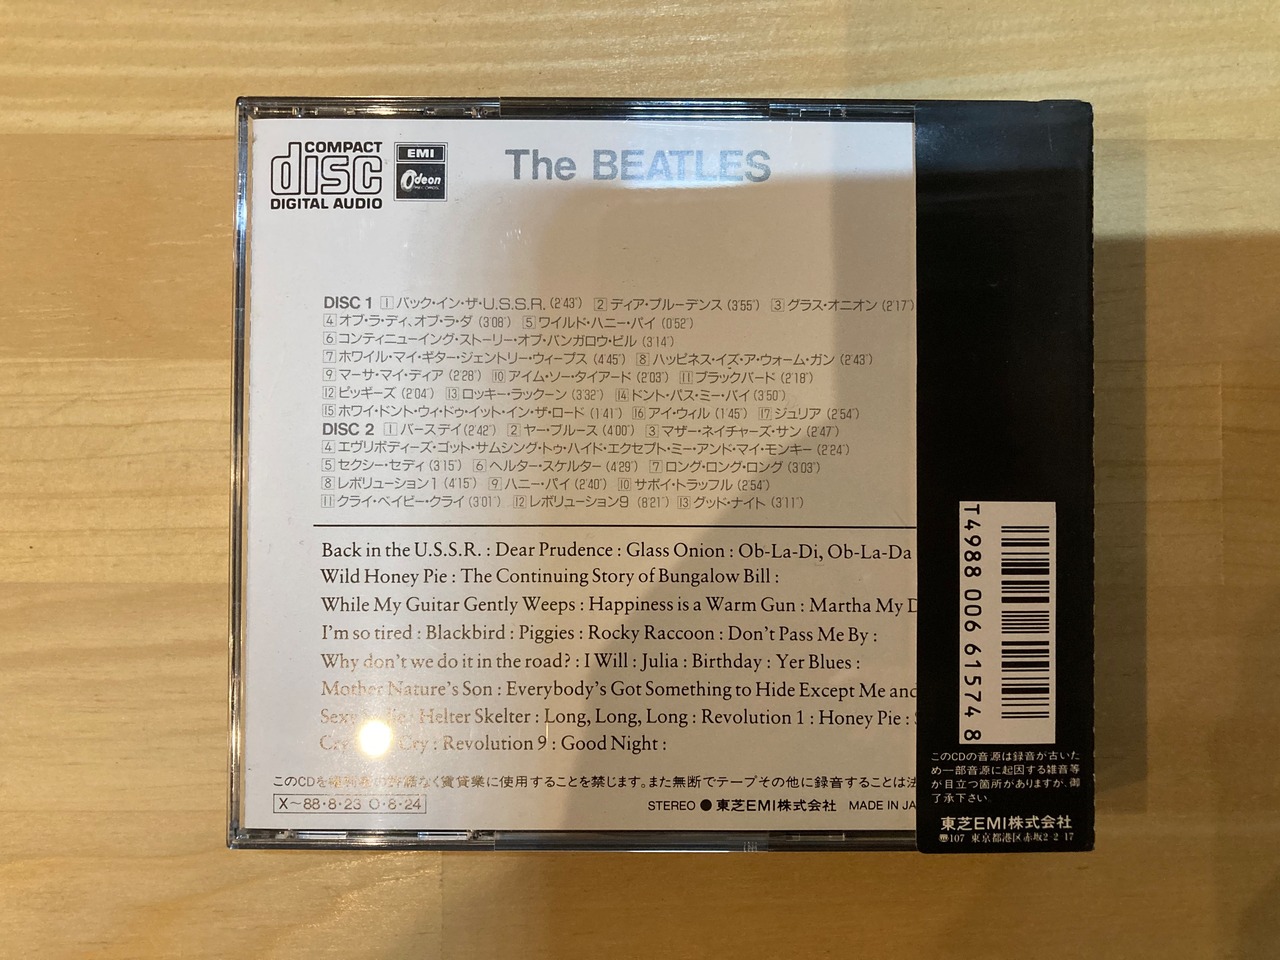 COMPACT
disc
DIGITAL AUDIO
EMI
Odeon
The BEATLES
DISC 1 1 バック・イン・ザ・U.S.S.R. (2'43") 2 ディア・プルーデンス (3'55") 3 グラス・オニオン (2'17")
4 オブ・ラ・ディ、オブ・ラ・ダ (3'08") 5 ワイルド・ハニー・パイ (0'52")
6 コンティニューイング・ストーリー・オブ・バンガロウ・ビル (3'14")
7 ホワイル・マイ・ギター・ジェントリー・ウィープス (4'45") 8 ハッピネス・イズ・ア・ウォーム・ガン (2'43")
9 マーサ・マイ・ディア (2'28") 10 アイム・ソー・タイアード (2'03") 11 ブラックバード (2'18")
12 ピッギーズ (2'04") 13 ロッキー・ラックーン (3'32") 14 ドント・パス・ミー・バイ (3'50")
15 ホワイ・ドント・ウィ・ドゥ・イット・イン・ザ・ロード (1'41") 16 アイ・ウィル (1'45") 17 ジュリア (2'54")
DISC 2 1 バースデイ (2'42") 2 ヤー・ブルース (4'00") 3 マザー・ネイチャーズ・サン (2'47")
4 エヴリボディーズ・ゴット・サムシング・トゥ・ハイド・エクセプト・ミー・アンド・マイ・モンキー (2'24")
5 セクシー・セディ (3'15") 6 ヘルター・スケルター (4'29") 7 ロング・ロング・ロング (3'03")
8 レボリューション1 (4'15") 9 ハニー・パイ (2'40") 10 サボイ・トラッフル (2'54")
11 クライ・ベイビー・クライ (3'01") 12 レボリューション9 (8'21") 13 グッド・ナイト (3'11")
Back in the U.S.S.R. : Dear Prudence : Glass Onion : Ob-La-Di, Ob-La-Da
Wild Honey Pie : The Continuing Story of Bungalow Bill :
While My Guitar Gently Weeps : Happiness is a Warm Gun : Martha My D
I'm so tired : Blackbird : Piggies : Rocky Raccoon : Don't Pass Me By :
Why don't we do it in the road? : I Will : Julia : Birthday : Yer Blues :
Mother Nature's Son : Everybody's Got Something to Hide Except Me and
Sexy : Helter Skelter : Long, Long, Long : Revolution 1 : Honey Pie :
Cry Cry : Revolution 9 : Good Night :
このCDを権利者の許諾なく賃貸業に使用することを禁じます。また無断でテープその他に録音することは法
X〜88・8・23 O・8・24
STEREO ● 東芝EMI株式会社 MADE IN JA
T4988 006 61574 8
このCDの音源は録音が古いた
め一部音源に起因する雑音等
が目立つ箇所がありますが、御
了承下さい
東芝EMI株式会社
〠107 東京都港区赤坂2-2-17